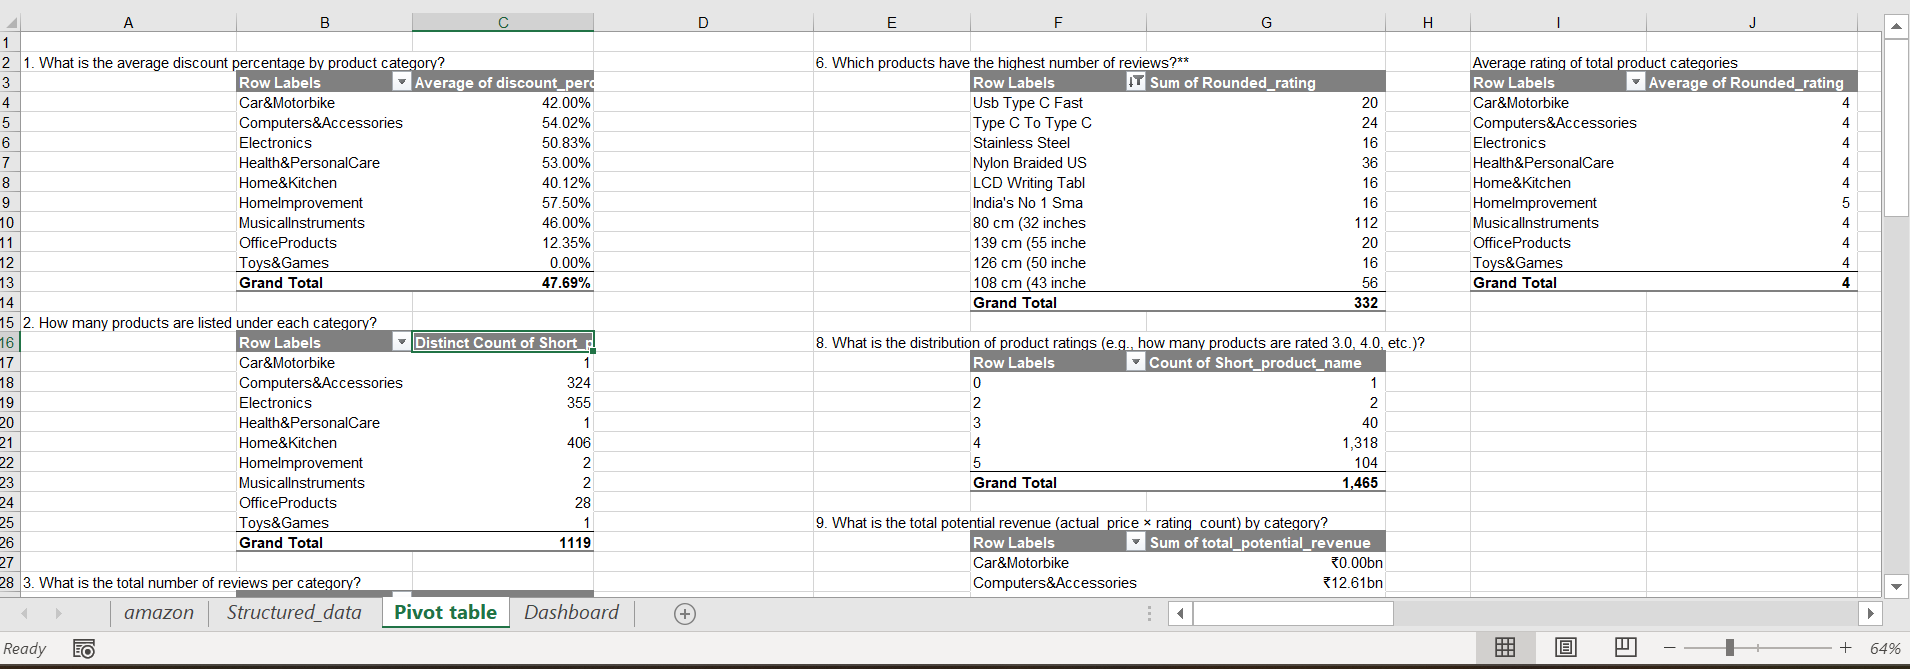 A B C D E F G H I J
1
2 1. What is the average discount percentage by product category? 6. Which products have the highest number of reviews?** Average rating of total product categories
3 Row Labels Average of discount_perc Row Labels Sum of Rounded_rating Row Labels Average of Rounded_rating
4 Car&Motorbike 42.00% Usb Type C Fast 20 Car&Motorbike 4
5 Computers&Accessories 54.02% Type C To Type C 24 Computers&Accessories 4
6 Electronics 50.83% Stainless Steel 16 Electronics 4
7 Health&PersonalCare 53.00% Nylon Braided US 36 Health&PersonalCare 4
8 Home&Kitchen 40.12% LCD Writing Tabl 16 Home&Kitchen 4
9 HomeImprovement 57.50% India's No 1 Sma 16 HomeImprovement 5
10 MusicalInstruments 46.00% 80 cm (32 inches 112 MusicalInstruments 4
11 OfficeProducts 12.35% 139 cm (55 inche 20 OfficeProducts 4
12 Toys&Games 0.00% 126 cm (50 inche 16 Toys&Games 4
13 Grand Total 47.69% 108 cm (43 inche 56 Grand Total 4
14 Grand Total 332
15 2. How many products are listed under each category?
16 Row Labels Distinct Count of Short_p 8. What is the distribution of product ratings (e.g., how many products are rated 3.0, 4.0, etc.)?
17 Car&Motorbike 1 Row Labels Count of Short_product_name
18 Computers&Accessories 324 0 1
19 Electronics 355 2 2
20 Health&PersonalCare 1 3 40
21 Home&Kitchen 406 4 1,318
22 HomeImprovement 2 5 104
23 MusicalInstruments 2 Grand Total 1,465
24 OfficeProducts 28
25 Toys&Games 1 9. What is the total potential revenue (actual_price × rating_count) by category?
26 Grand Total 1119 Row Labels Sum of total_potential_revenue
27 Car&Motorbike ₹0.00bn
28 3. What is the total number of reviews per category? Computers&Accessories ₹12.61bn
amazon Structured_data Pivot table Dashboard
Ready 64%